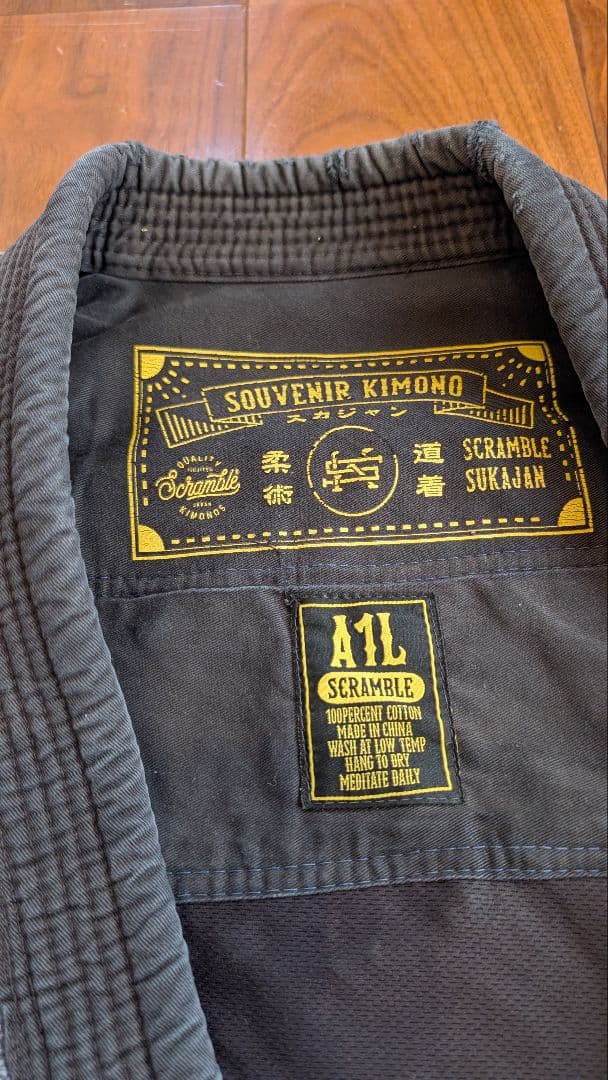 SOUVENIR KIMONO
スカジャン
QUALITY
Scramble
KIMONOS
柔術
道着
SCRAMBLE
SUKAJAN
A1L
SCRAMBLE
100PERCENT COTTON
MADE IN CHINA
WASH AT LOW TEMP
HANG TO DRY
MEDITATE DAILY